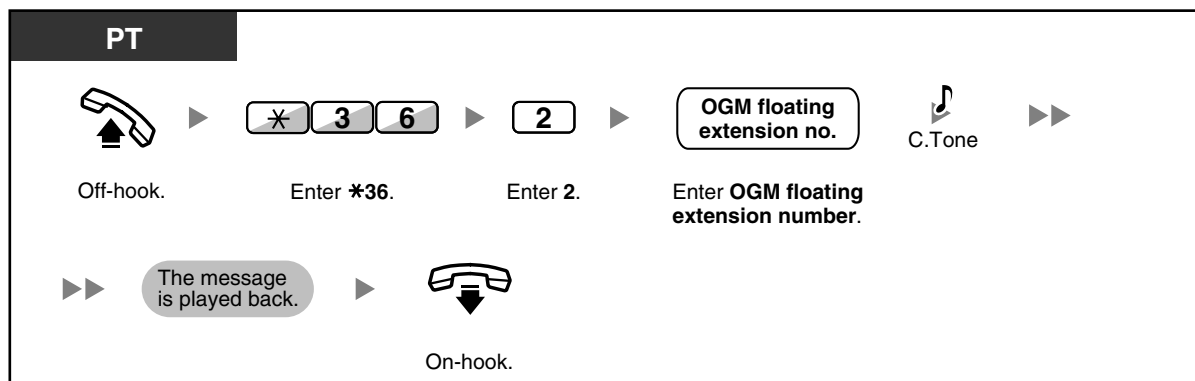 PT
✳ 3 6
2
OGM floating
extension no.
C.Tone
Off-hook.
Enter ✳36.
Enter 2.
Enter OGM floating
extension number.
The message
is played back.
On-hook.